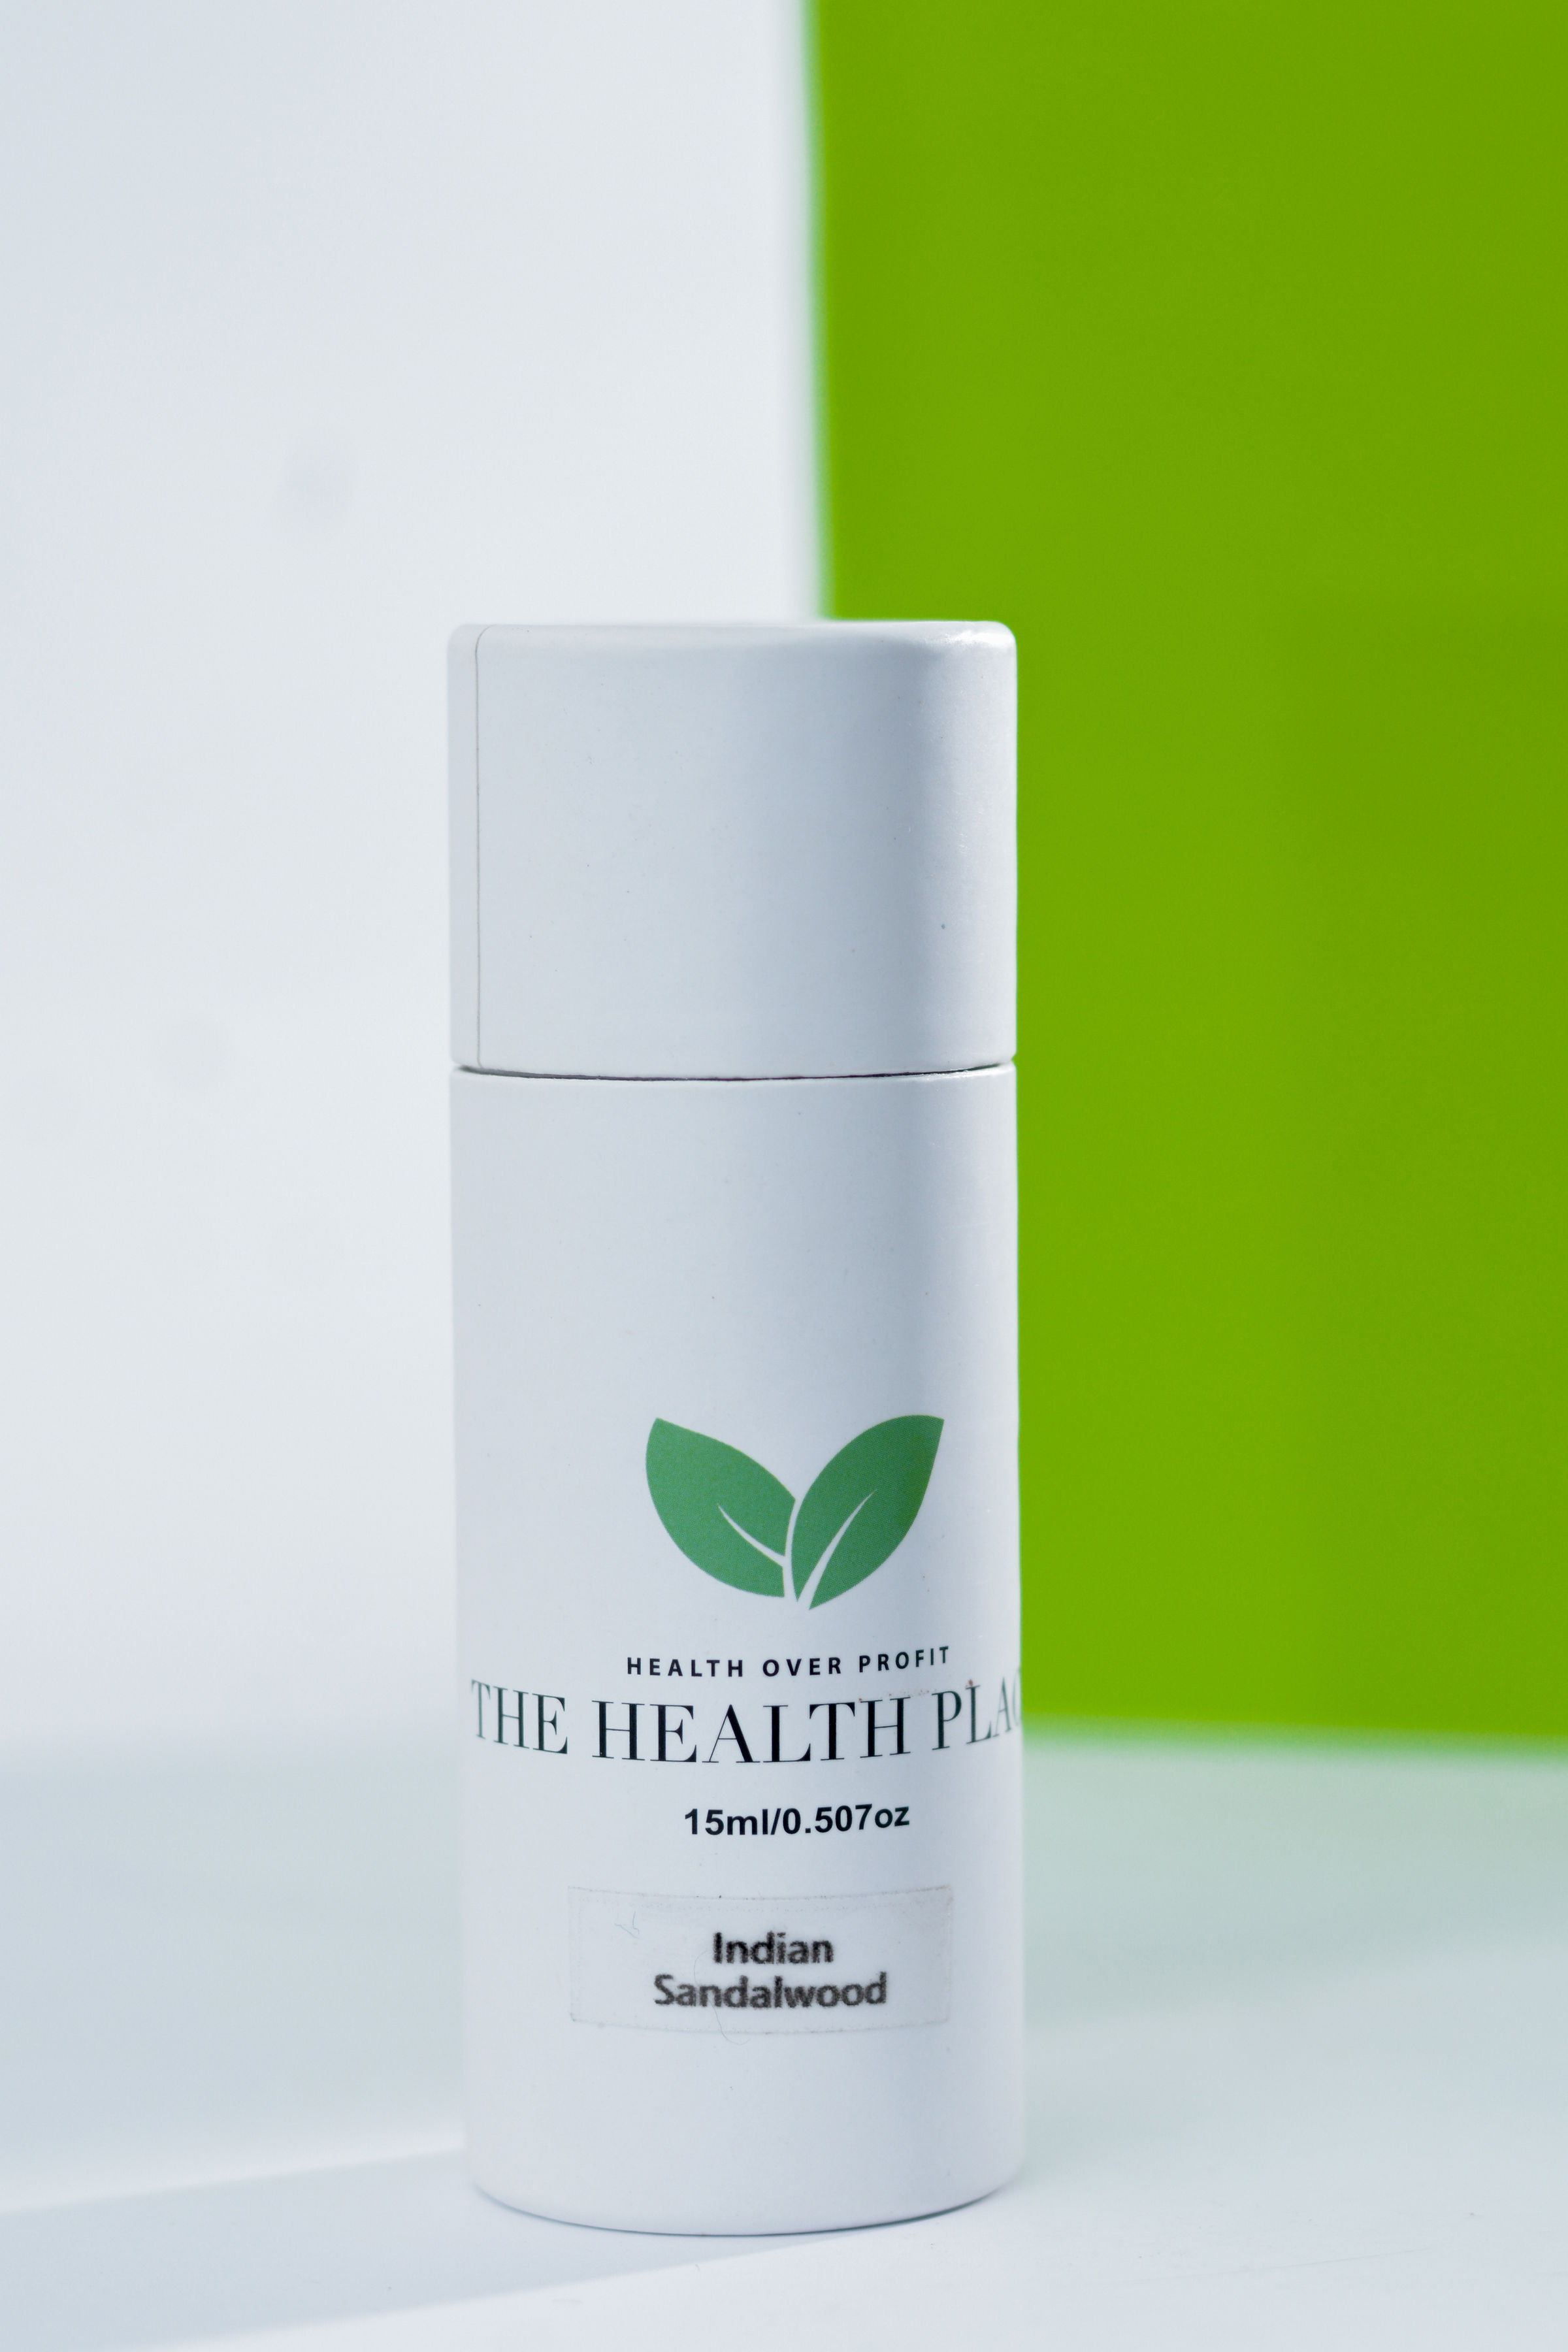 HEALTH OVER PROFIT
THE HEALTH PLAC
15ml/0.507oz
Indian
Sandalwood